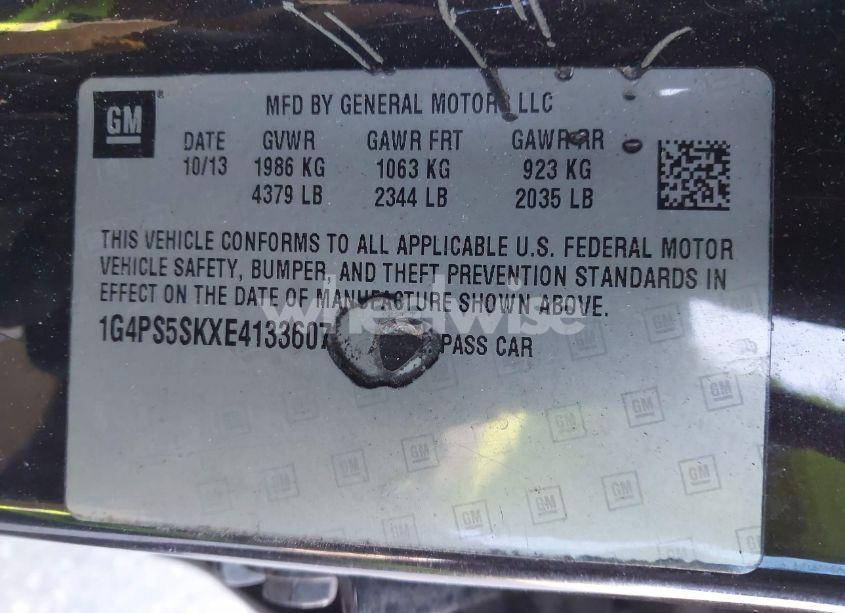 GM
MFD BY GENERAL MOTORS LLC
DATE GVWR GAWR FRT GAWR RR
10/13 1986 KG 1063 KG 923 KG
4379 LB 2344 LB 2035 LB
THIS VEHICLE CONFORMS TO ALL APPLICABLE U.S. FEDERAL MOTOR
VEHICLE SAFETY, BUMPER, AND THEFT PREVENTION STANDARDS IN
EFFECT ON THE DATE OF MANUFACTURE SHOWN ABOVE.
1G4PS5SKXE4133607 PASS CAR
wheelwise